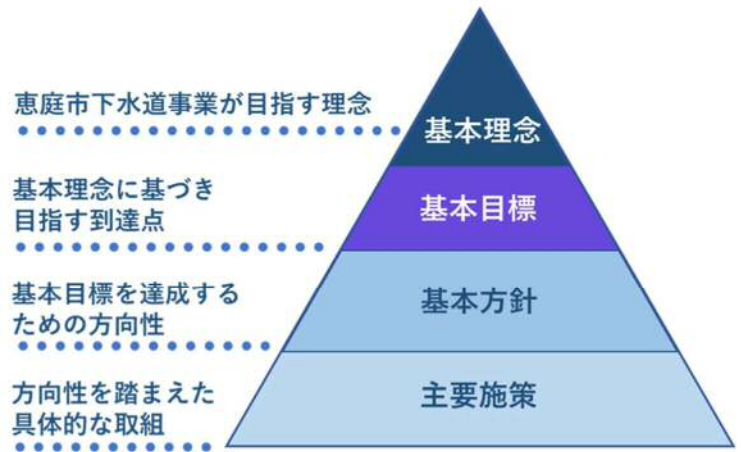 恵庭市下水道事業が目指す理念
基本理念
基本理念に基づき
目指す到達点
基本目標
基本目標を達成する
ための方向性
基本方針
方向性を踏まえた
具体的な取組
主要施策